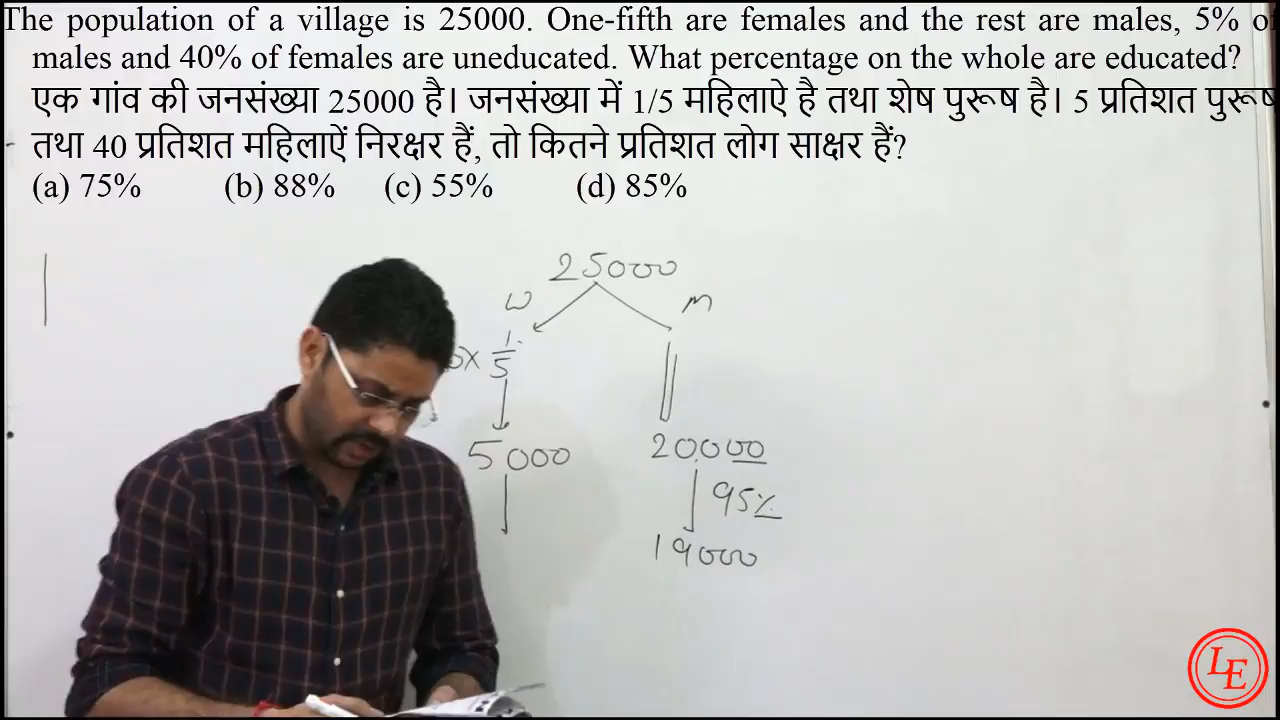 The population of a village is 25000. One-fifth are females and the rest are males, 5% o
males and 40% of females are uneducated. What percentage on the whole are educated?
एक गांव की जनसंख्या 25000 है। जनसंख्या में 1/5 महिलाऐ है तथा शेष पुरूष है। 5 प्रतिशत पुरूष
तथा 40 प्रतिशत महिलाऐं निरक्षर हैं, तो कितने प्रतिशत लोग साक्षर हैं?
(a) 75% (b) 88% (c) 55% (d) 85%
25000
W M
x 1/5
5000 20000
95%
19000
LE